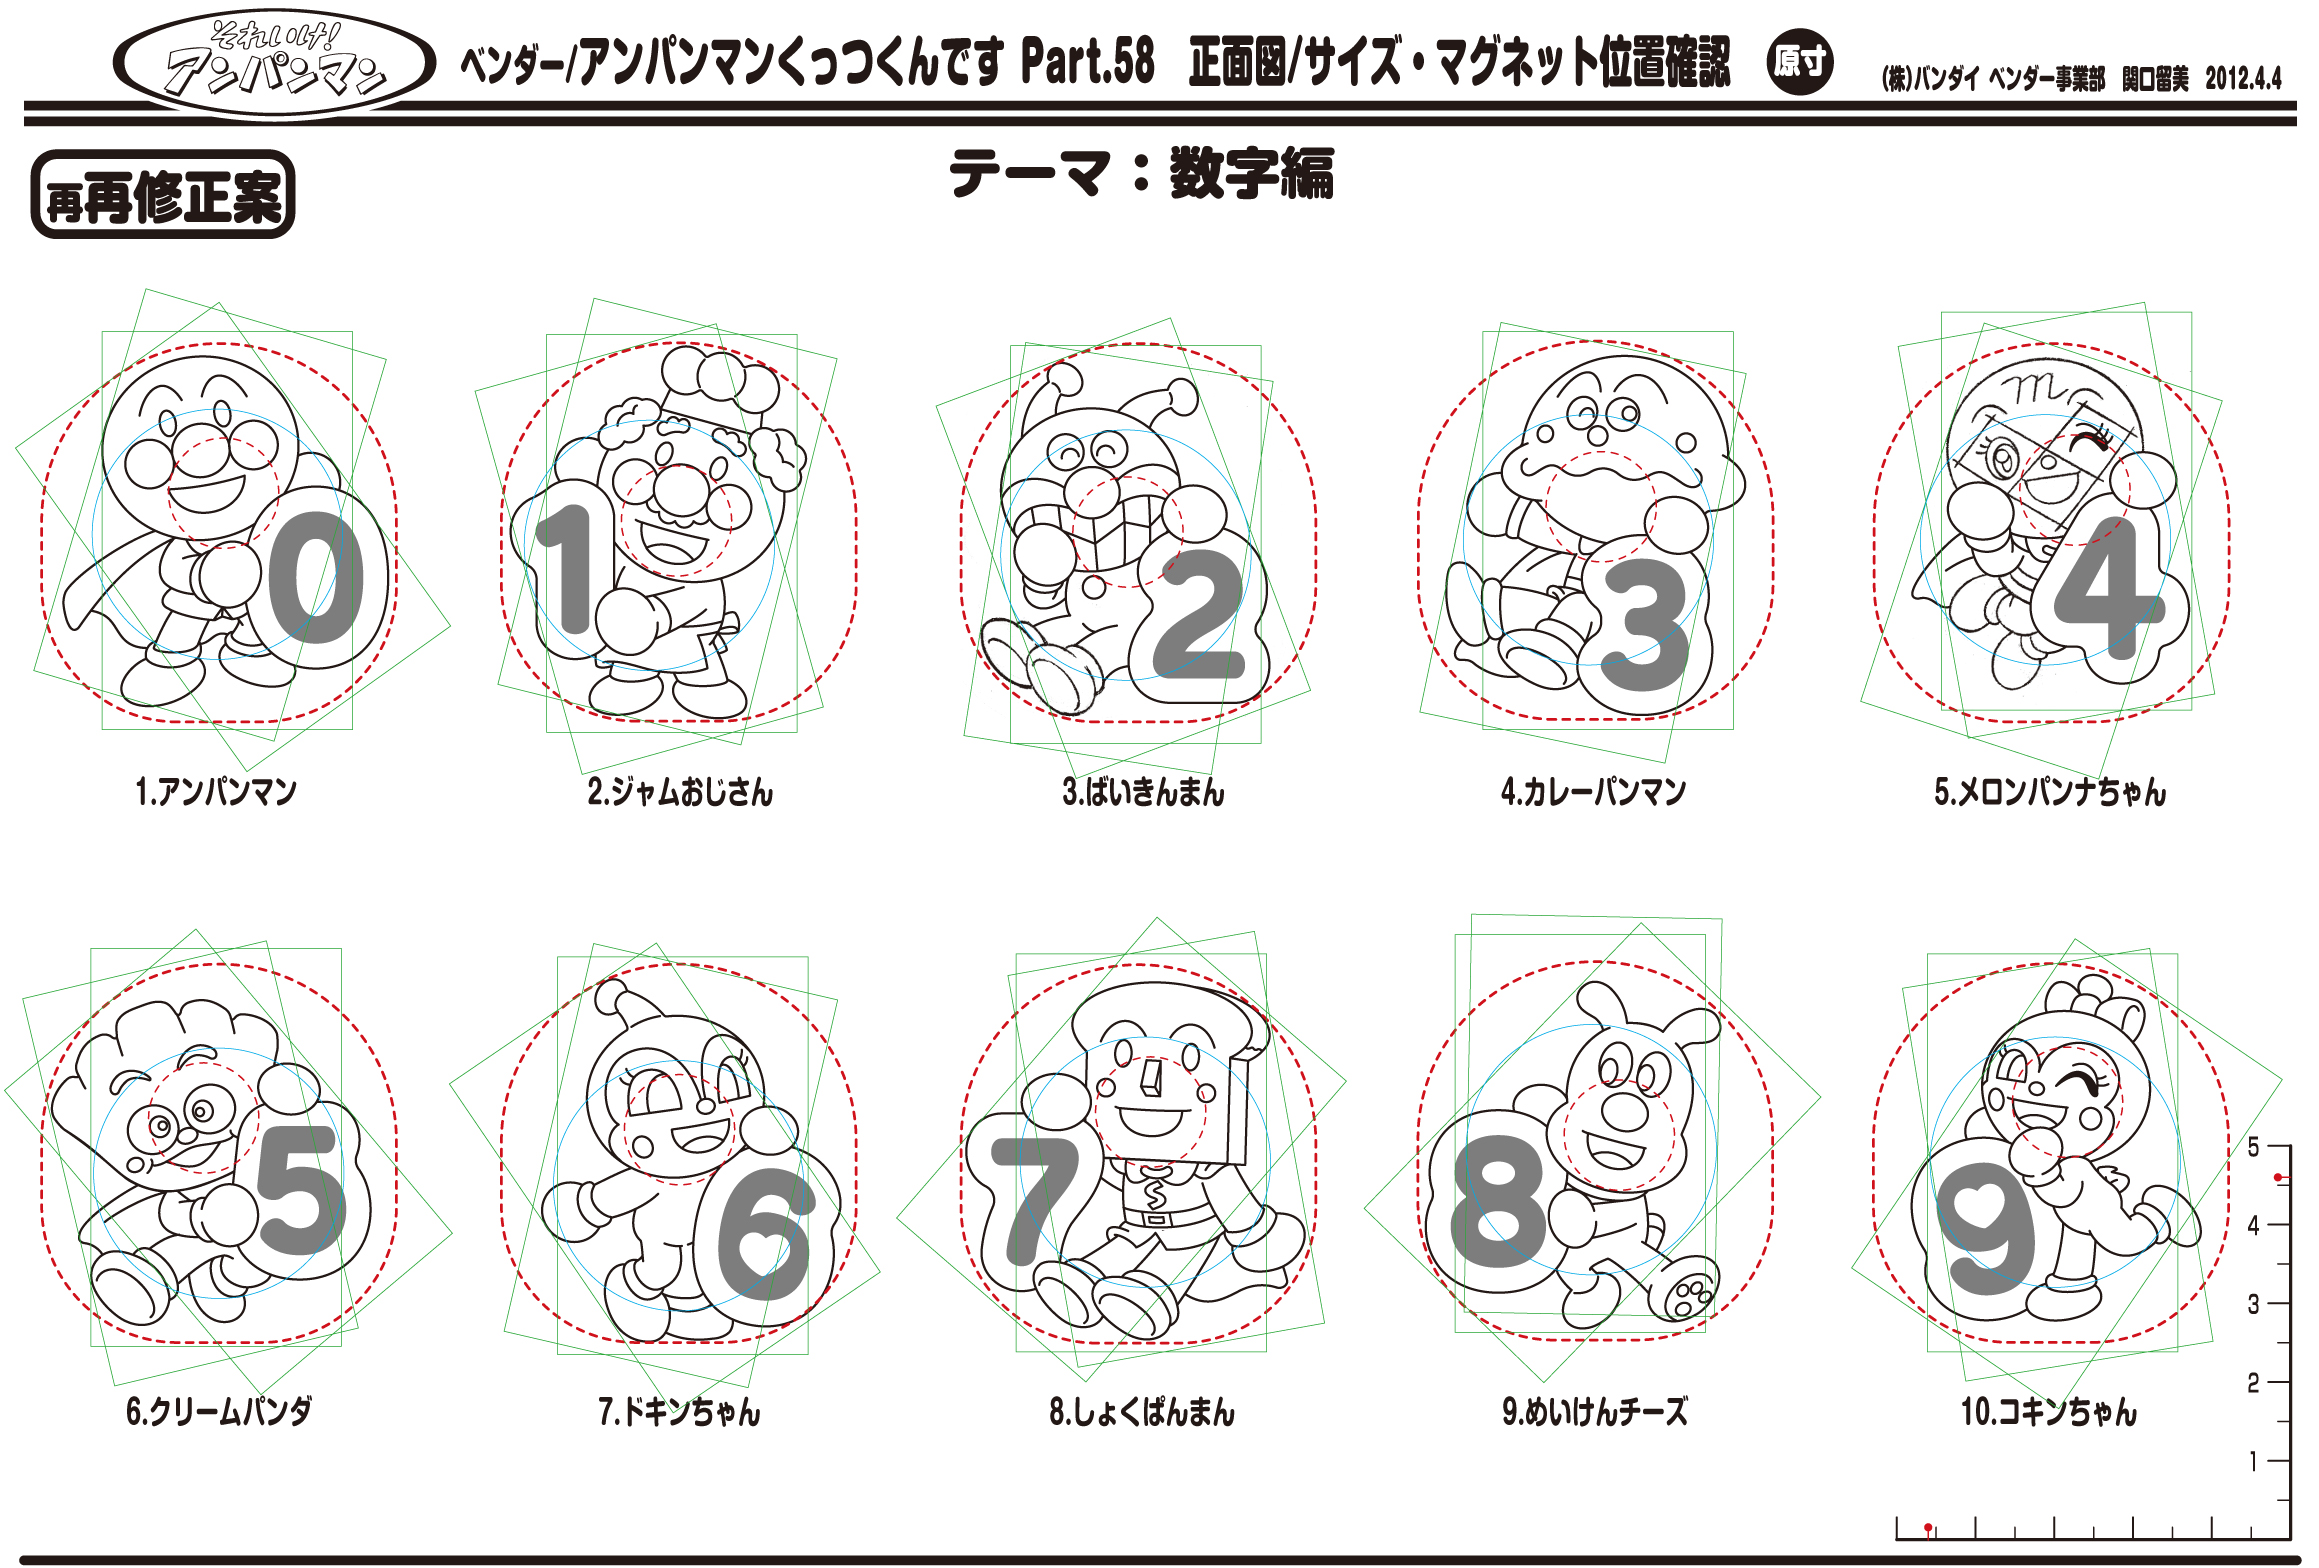 それいけ!
アンパンマン
ベンダー/アンパンマンくっつくんです Part.58　正面図/サイズ・マグネット位置確認
原寸
(株)バンダイ ベンダー事業部　関口留美　2012.4.4
テーマ：数字編
再再修正案
0
1
2
3
m
4
1.アンパンマン
2.ジャムおじさん
3.ばいきんまん
4.カレーパンマン
5.メロンパンナちゃん
5
6
7
S
8
9
6.クリームパンダ
7.ドキンちゃん
8.しょくぱんまん
9.めいけんチーズ
10.コキンちゃん
5
4
3
2
1